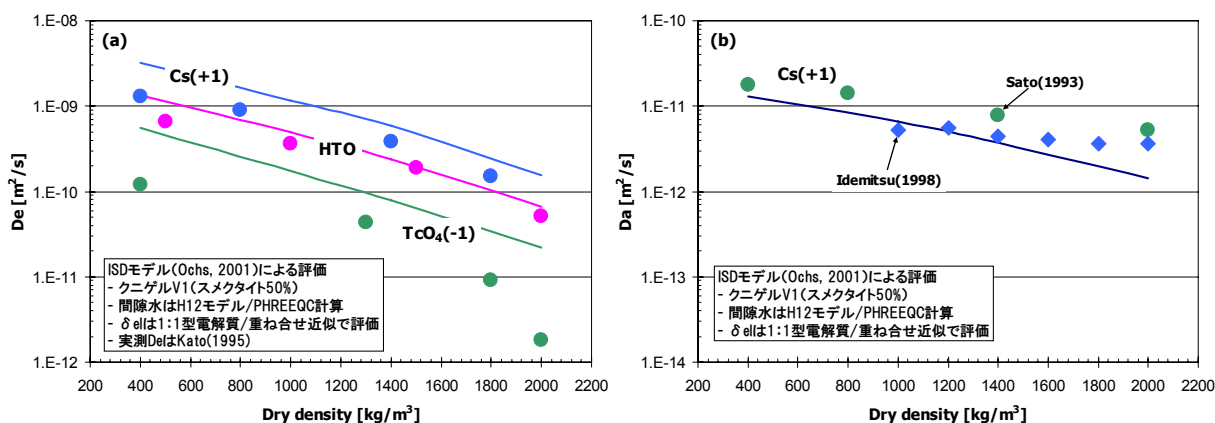 (a)
1.E-08
1.E-09
1.E-10
1.E-11
1.E-12
De [m²/s]
Cs(+1)
HTO
TcO₄(-1)
ISDモデル(Ochs, 2001)による評価
- クニゲルV1(スメクタイト50%)
- 間隙水はH12モデル/PHREEQC計算
- δellは1:1型電解質/重ね合せ近似で評価
- 実測DeはKato(1995)
200 400 600 800 1000 1200 1400 1600 1800 2000 2200
Dry density [kg/m³]
(b)
1.E-10
1.E-11
1.E-12
1.E-13
1.E-14
Da [m²/s]
Cs(+1)
Sato(1993)
Idemitsu(1998)
ISDモデル(Ochs, 2001)による評価
- クニゲルV1(スメクタイト50%)
- 間隙水はH12モデル/PHREEQC計算
- δellは1:1型電解質/重ね合せ近似で評価
200 400 600 800 1000 1200 1400 1600 1800 2000 2200
Dry density [kg/m³]